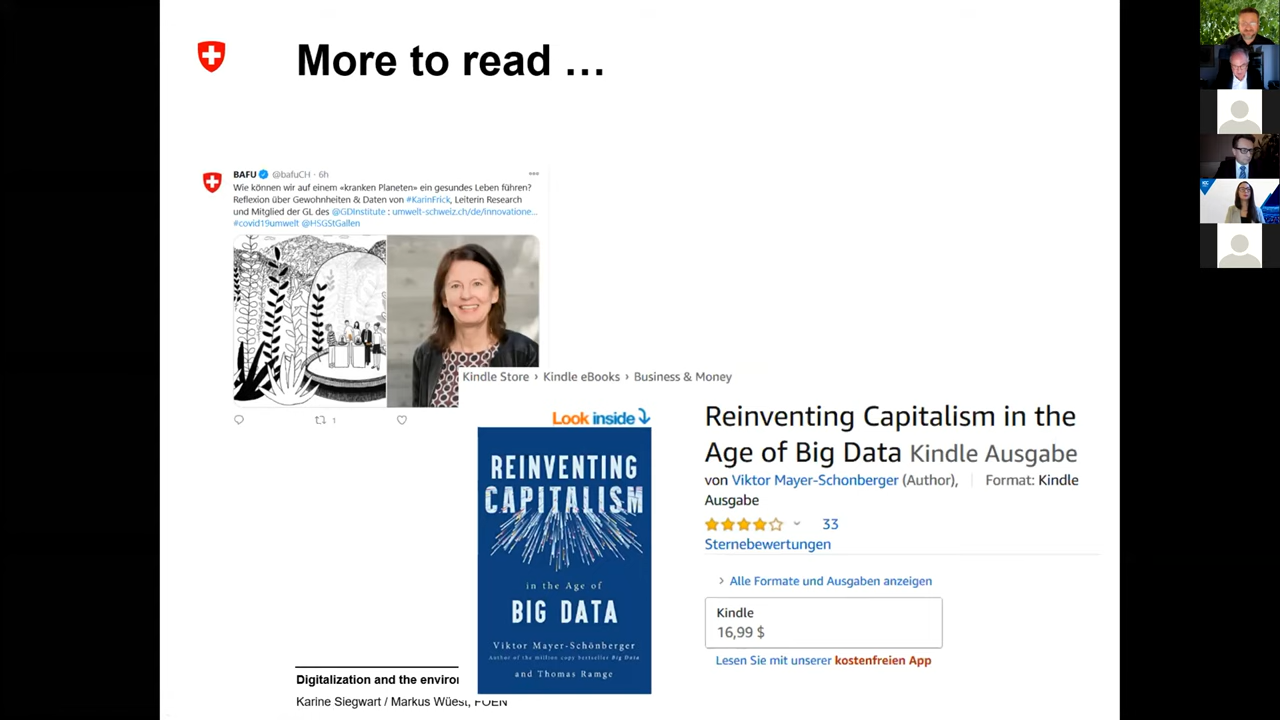 More to read …
BAFU @bafuCH · 6h
Wie können wir auf einem «kranken Planeten» ein gesundes Leben führen?
Reflexion über Gewohnheiten & Daten von #KarinFrick, Leiterin Research
und Mitglied der GL des @GDInstitute : umwelt-schweiz.ch/de/innovatione...
#covid19umwelt @HSGStGallen
1
Kindle Store › Kindle eBooks › Business & Money
Look inside
REINVENTING
CAPITALISM
in the Age of
BIG DATA
Viktor Mayer-Schönberger
Author of the million copy bestseller Big Data
and Thomas Ramge
Reinventing Capitalism in the
Age of Big Data Kindle Ausgabe
von Viktor Mayer-Schonberger (Author), Format: Kindle
Ausgabe
33
Sternebewertungen
› Alle Formate und Ausgaben anzeigen
Kindle
16,99 $
Lesen Sie mit unserer kostenfreien App
Digitalization and the enviro
Karine Siegwart / Markus Wüest, FOEN